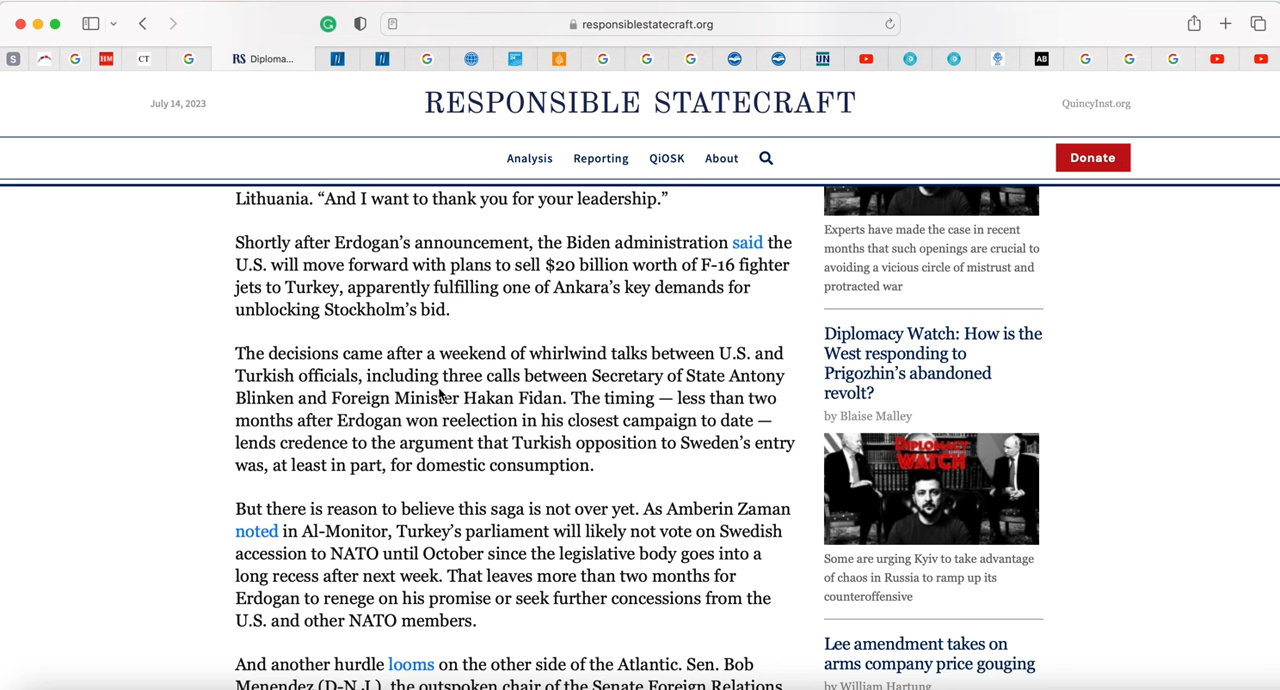 responsiblestatecraft.org
S
HM
CT
RS Diploma...
UN
AB
July 14, 2023
RESPONSIBLE STATECRAFT
QuincyInst.org
Analysis
Reporting
QiOSK
About
Donate
Lithuania. “And I want to thank you for your leadership.”
Shortly after Erdogan’s announcement, the Biden administration said the
U.S. will move forward with plans to sell $20 billion worth of F-16 fighter
jets to Turkey, apparently fulfilling one of Ankara’s key demands for
unblocking Stockholm’s bid.
The decisions came after a weekend of whirlwind talks between U.S. and
Turkish officials, including three calls between Secretary of State Antony
Blinken and Foreign Minister Hakan Fidan. The timing — less than two
months after Erdogan won reelection in his closest campaign to date —
lends credence to the argument that Turkish opposition to Sweden’s entry
was, at least in part, for domestic consumption.
But there is reason to believe this saga is not over yet. As Amberin Zaman
noted in Al-Monitor, Turkey’s parliament will likely not vote on Swedish
accession to NATO until October since the legislative body goes into a
long recess after next week. That leaves more than two months for
Erdogan to renege on his promise or seek further concessions from the
U.S. and other NATO members.
And another hurdle looms on the other side of the Atlantic. Sen. Bob
Menendez (D-N.J.), the outspoken chair of the Senate Foreign Relations
Experts have made the case in recent
months that such openings are crucial to
avoiding a vicious circle of mistrust and
protracted war
Diplomacy Watch: How is the
West responding to
Prigozhin’s abandoned
revolt?
by Blaise Malley
DIPLOMACY
WATCH
Some are urging Kyiv to take advantage
of chaos in Russia to ramp up its
counteroffensive
Lee amendment takes on
arms company price gouging
by William Hartung